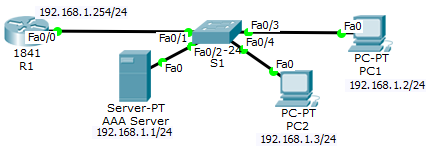 192.168.1.254/24
Fa0/0
1841
R1
Fa0/1
Fa0/2
-24
S1
Fa0/3
Fa0/4
Fa0
Server-PT
AAA Server
192.168.1.1/24
Fa0
PC-PT
PC1
192.168.1.2/24
Fa0
PC-PT
PC2
192.168.1.3/24